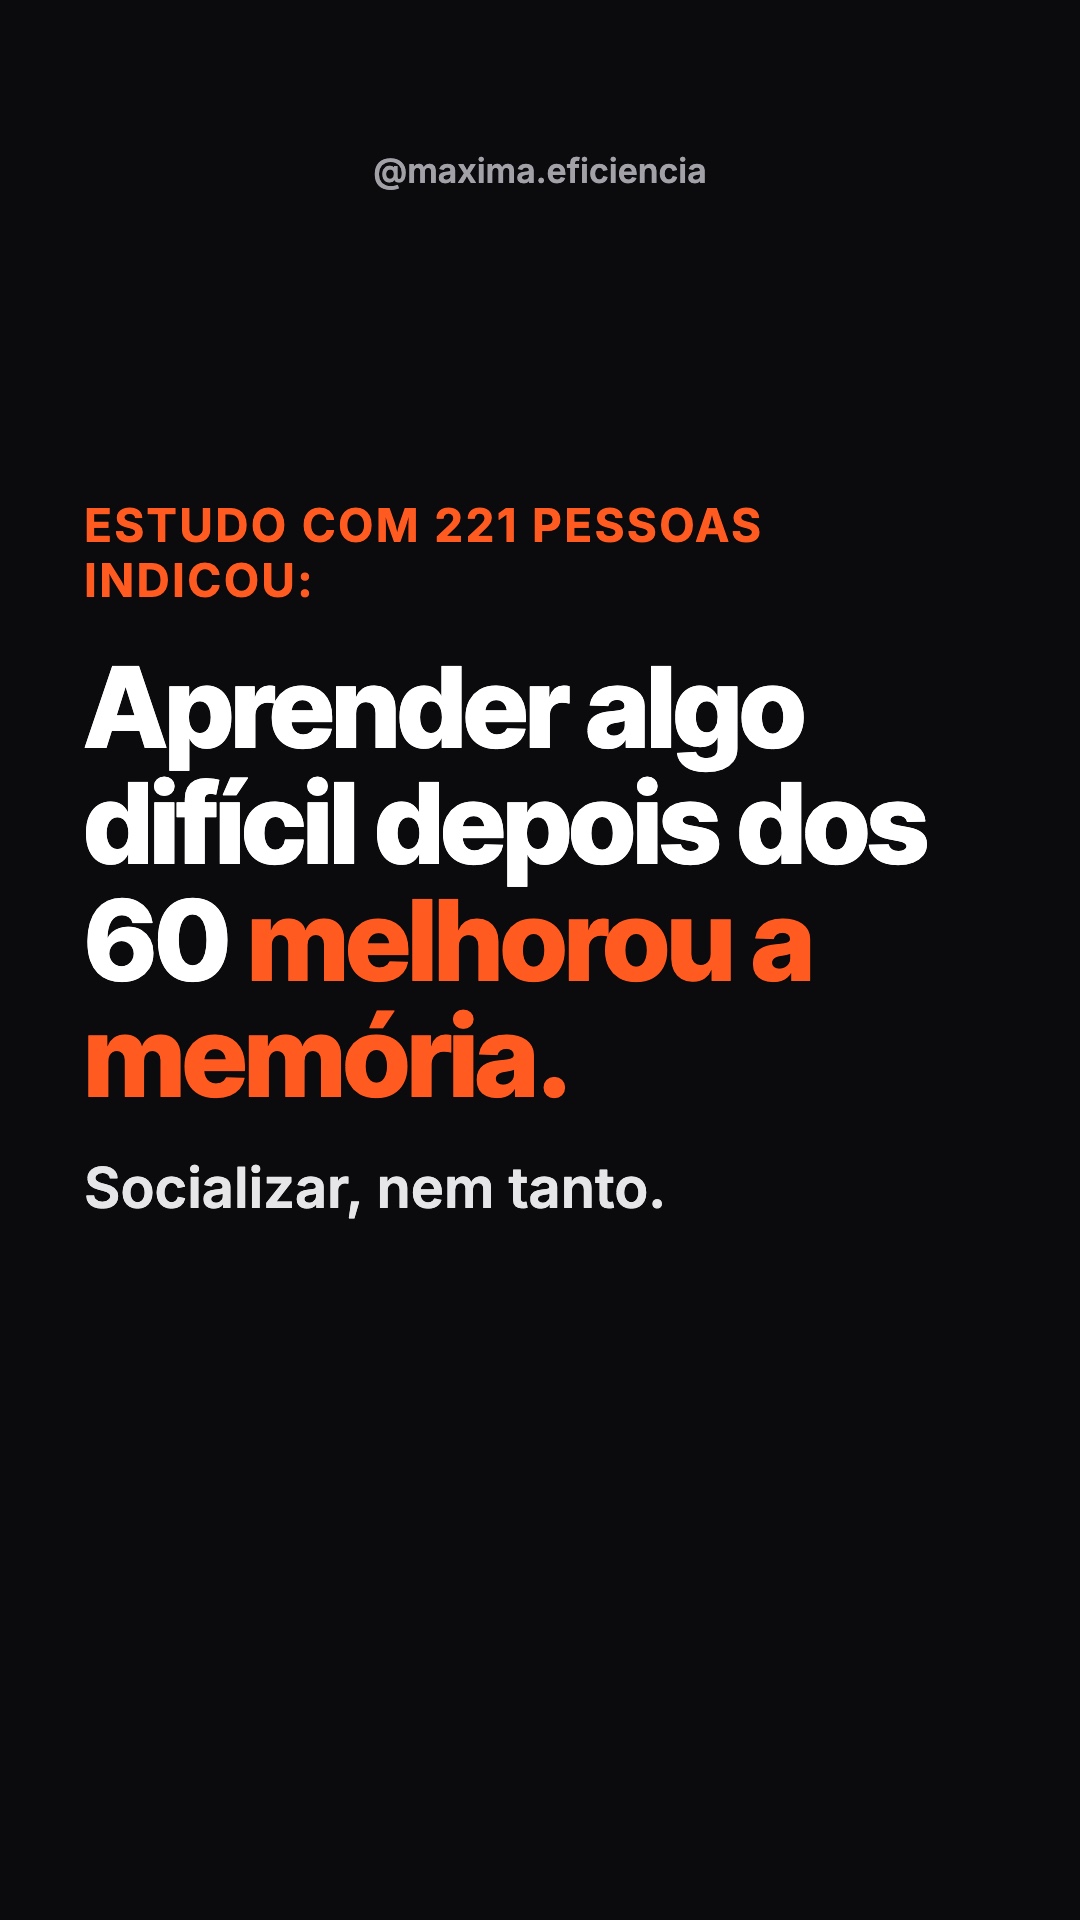 @maxima.eficiencia
ESTUDO COM 221 PESSOAS
INDICOU:
Aprender algo
difícil depois dos
60 melhorou a
memória.
Socializar, nem tanto.